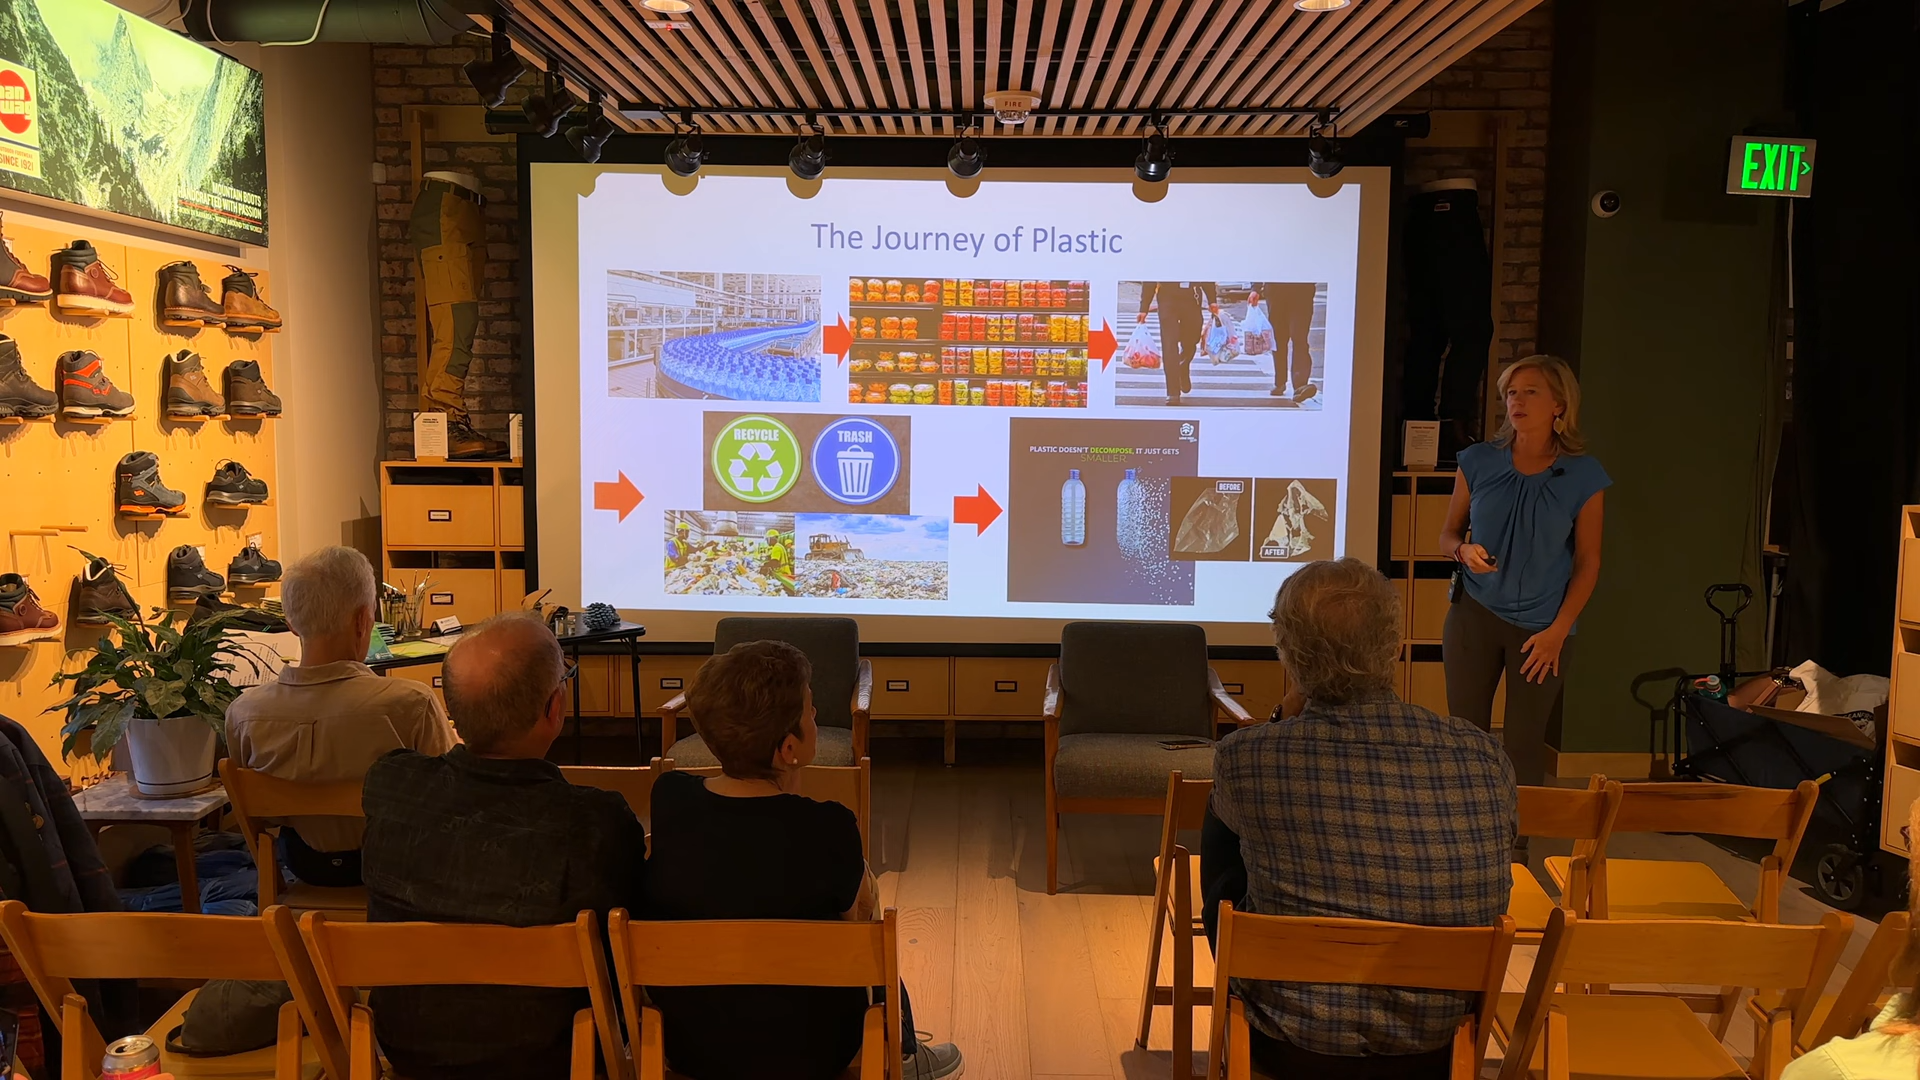 SINCE 1921
MOUNTAIN BOOTS
HANDCRAFTED WITH PASSION
FIRE
EXIT
The Journey of Plastic
RECYCLE
TRASH
PLASTIC DOESN'T DECOMPOSE, IT JUST GETS
SMALLER
BEFORE
AFTER